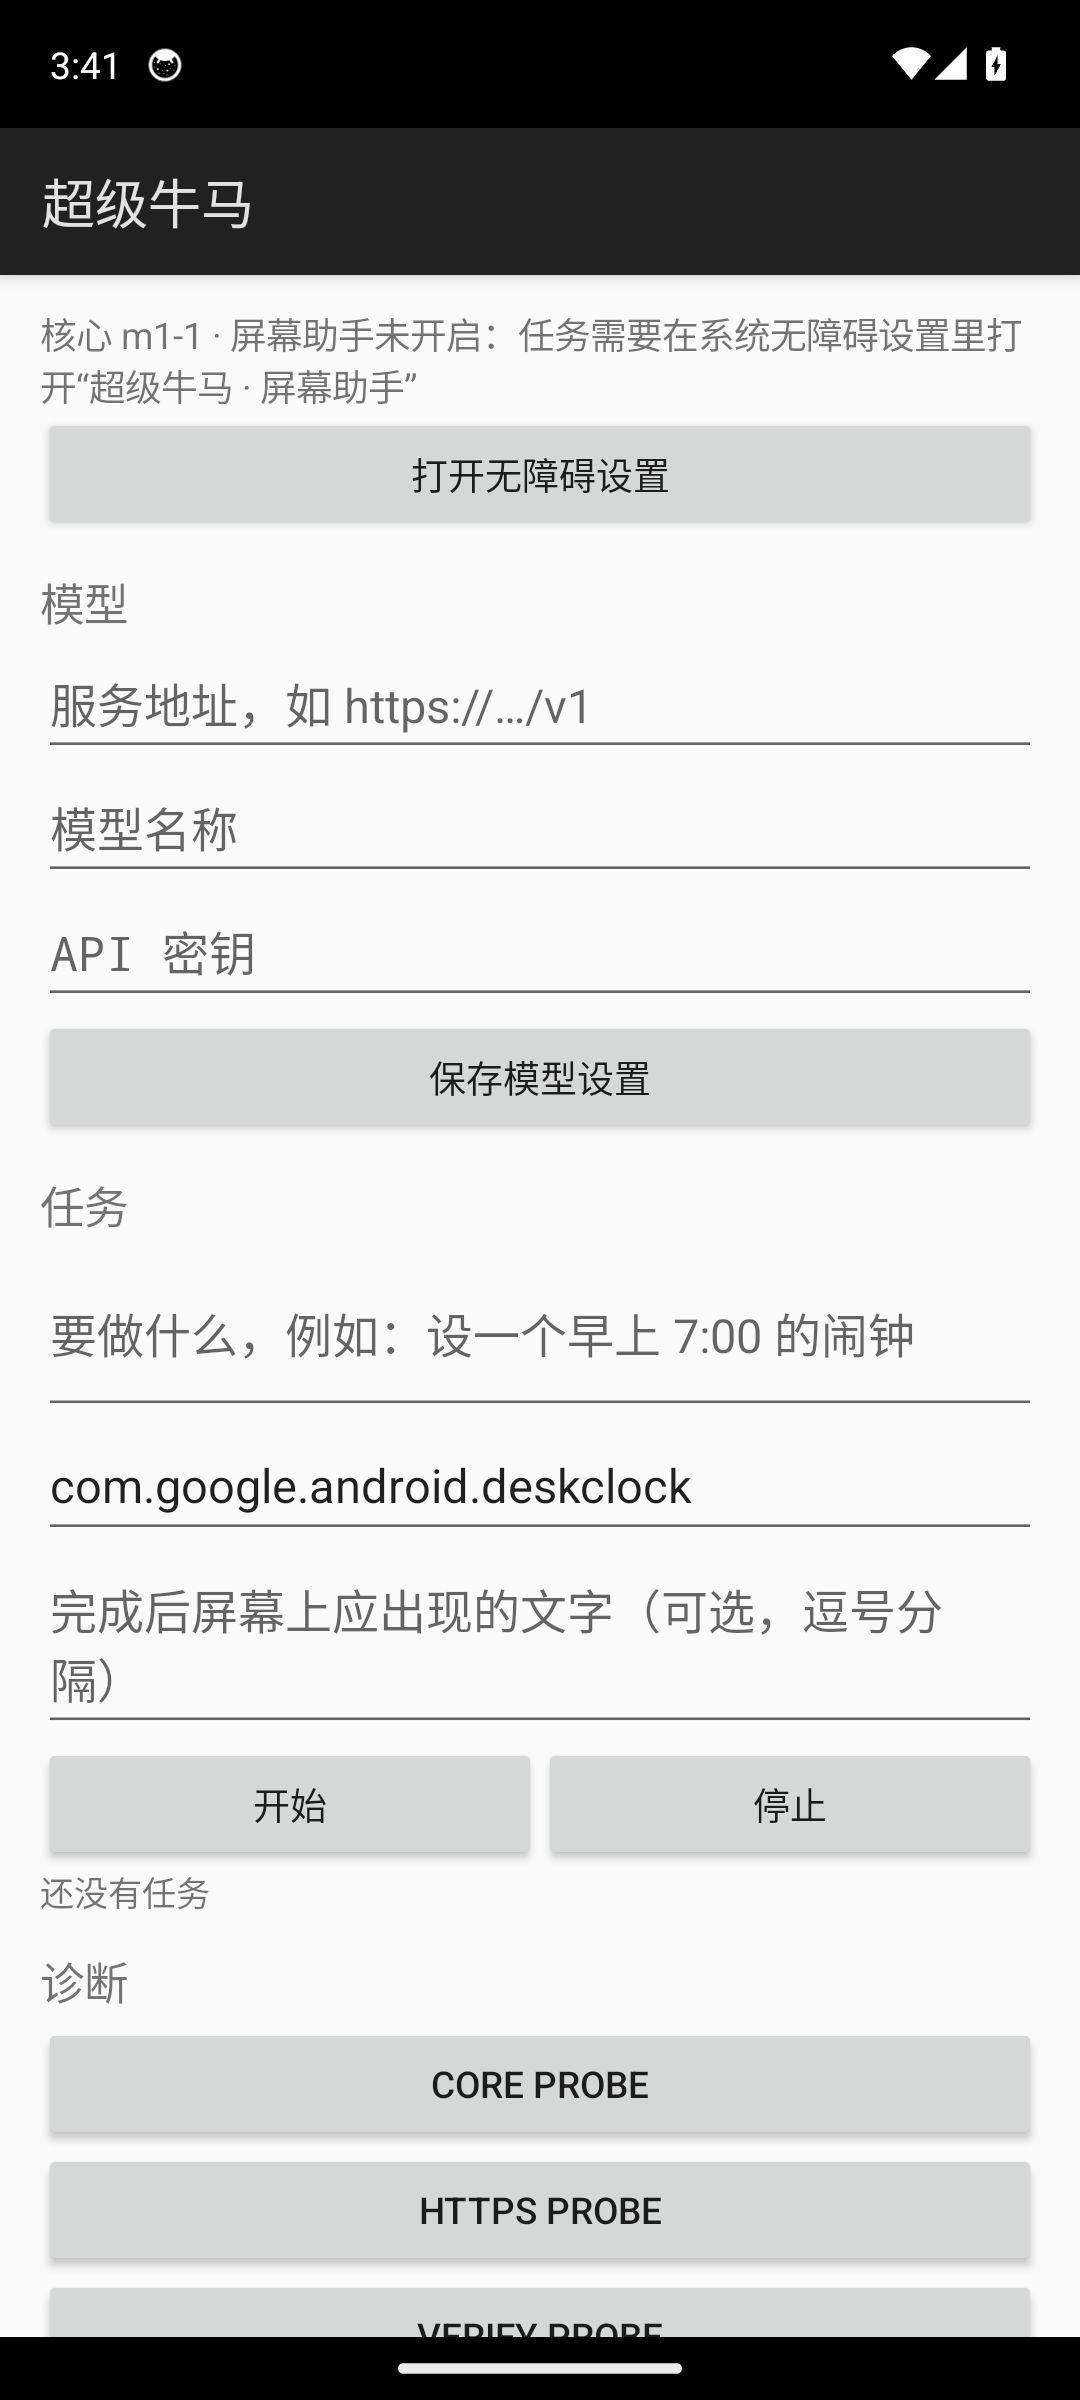 3:41
超级牛马
核心 m1-1 · 屏幕助手未开启：任务需要在系统无障碍设置里打
开“超级牛马 · 屏幕助手”
打开无障碍设置
模型
服务地址，如 https://.../v1
模型名称
API 密钥
保存模型设置
任务
要做什么，例如：设一个早上 7:00 的闹钟
com.google.android.deskclock
完成后屏幕上应出现的文字（可选，逗号分
隔）
开始 停止
还没有任务
诊断
CORE PROBE
HTTPS PROBE
VERIFY PROBE